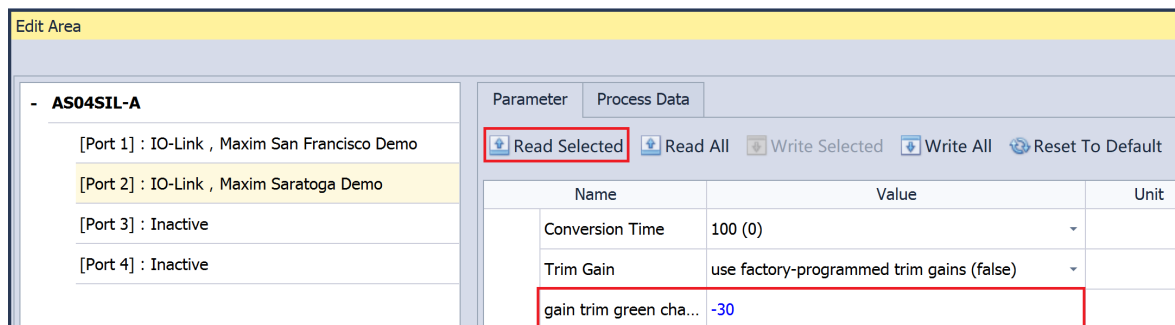 Edit Area
- AS04SIL-A
[Port 1] : IO-Link , Maxim San Francisco Demo
[Port 2] : IO-Link , Maxim Saratoga Demo
[Port 3] : Inactive
[Port 4] : Inactive
Parameter Process Data
Read Selected Read All Write Selected Write All Reset To Default
Name Value Unit
Conversion Time 100 (0)
Trim Gain use factory-programmed trim gains (false)
gain trim green cha... -30